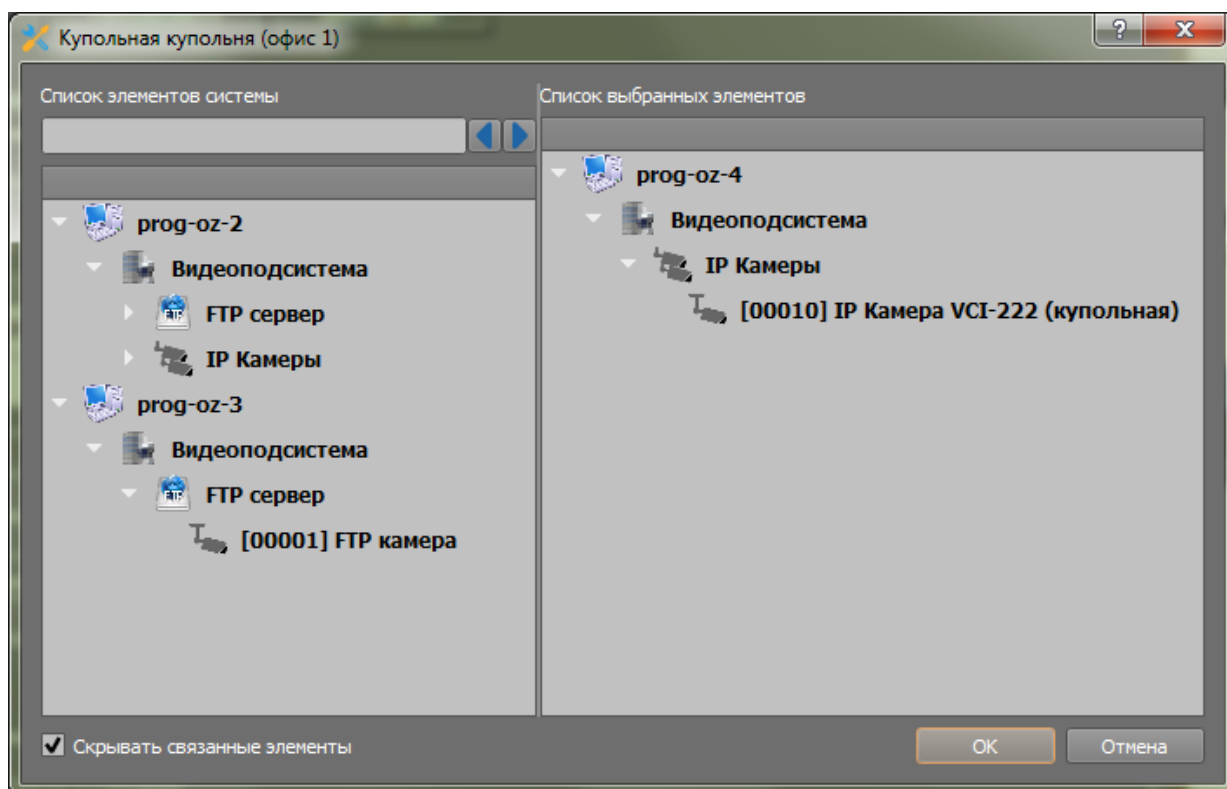 Купольная купольня (офис 1)
?
Список элементов системы
prog-oz-2
Видеоподсистема
FTP сервер
IP Камеры
prog-oz-3
Видеоподсистема
FTP сервер
[00001] FTP камера
Список выбранных элементов
prog-oz-4
Видеоподсистема
IP Камеры
[00010] IP Камера VCI-222 (купольная)
Скрывать связанные элементы
OK
Отмена